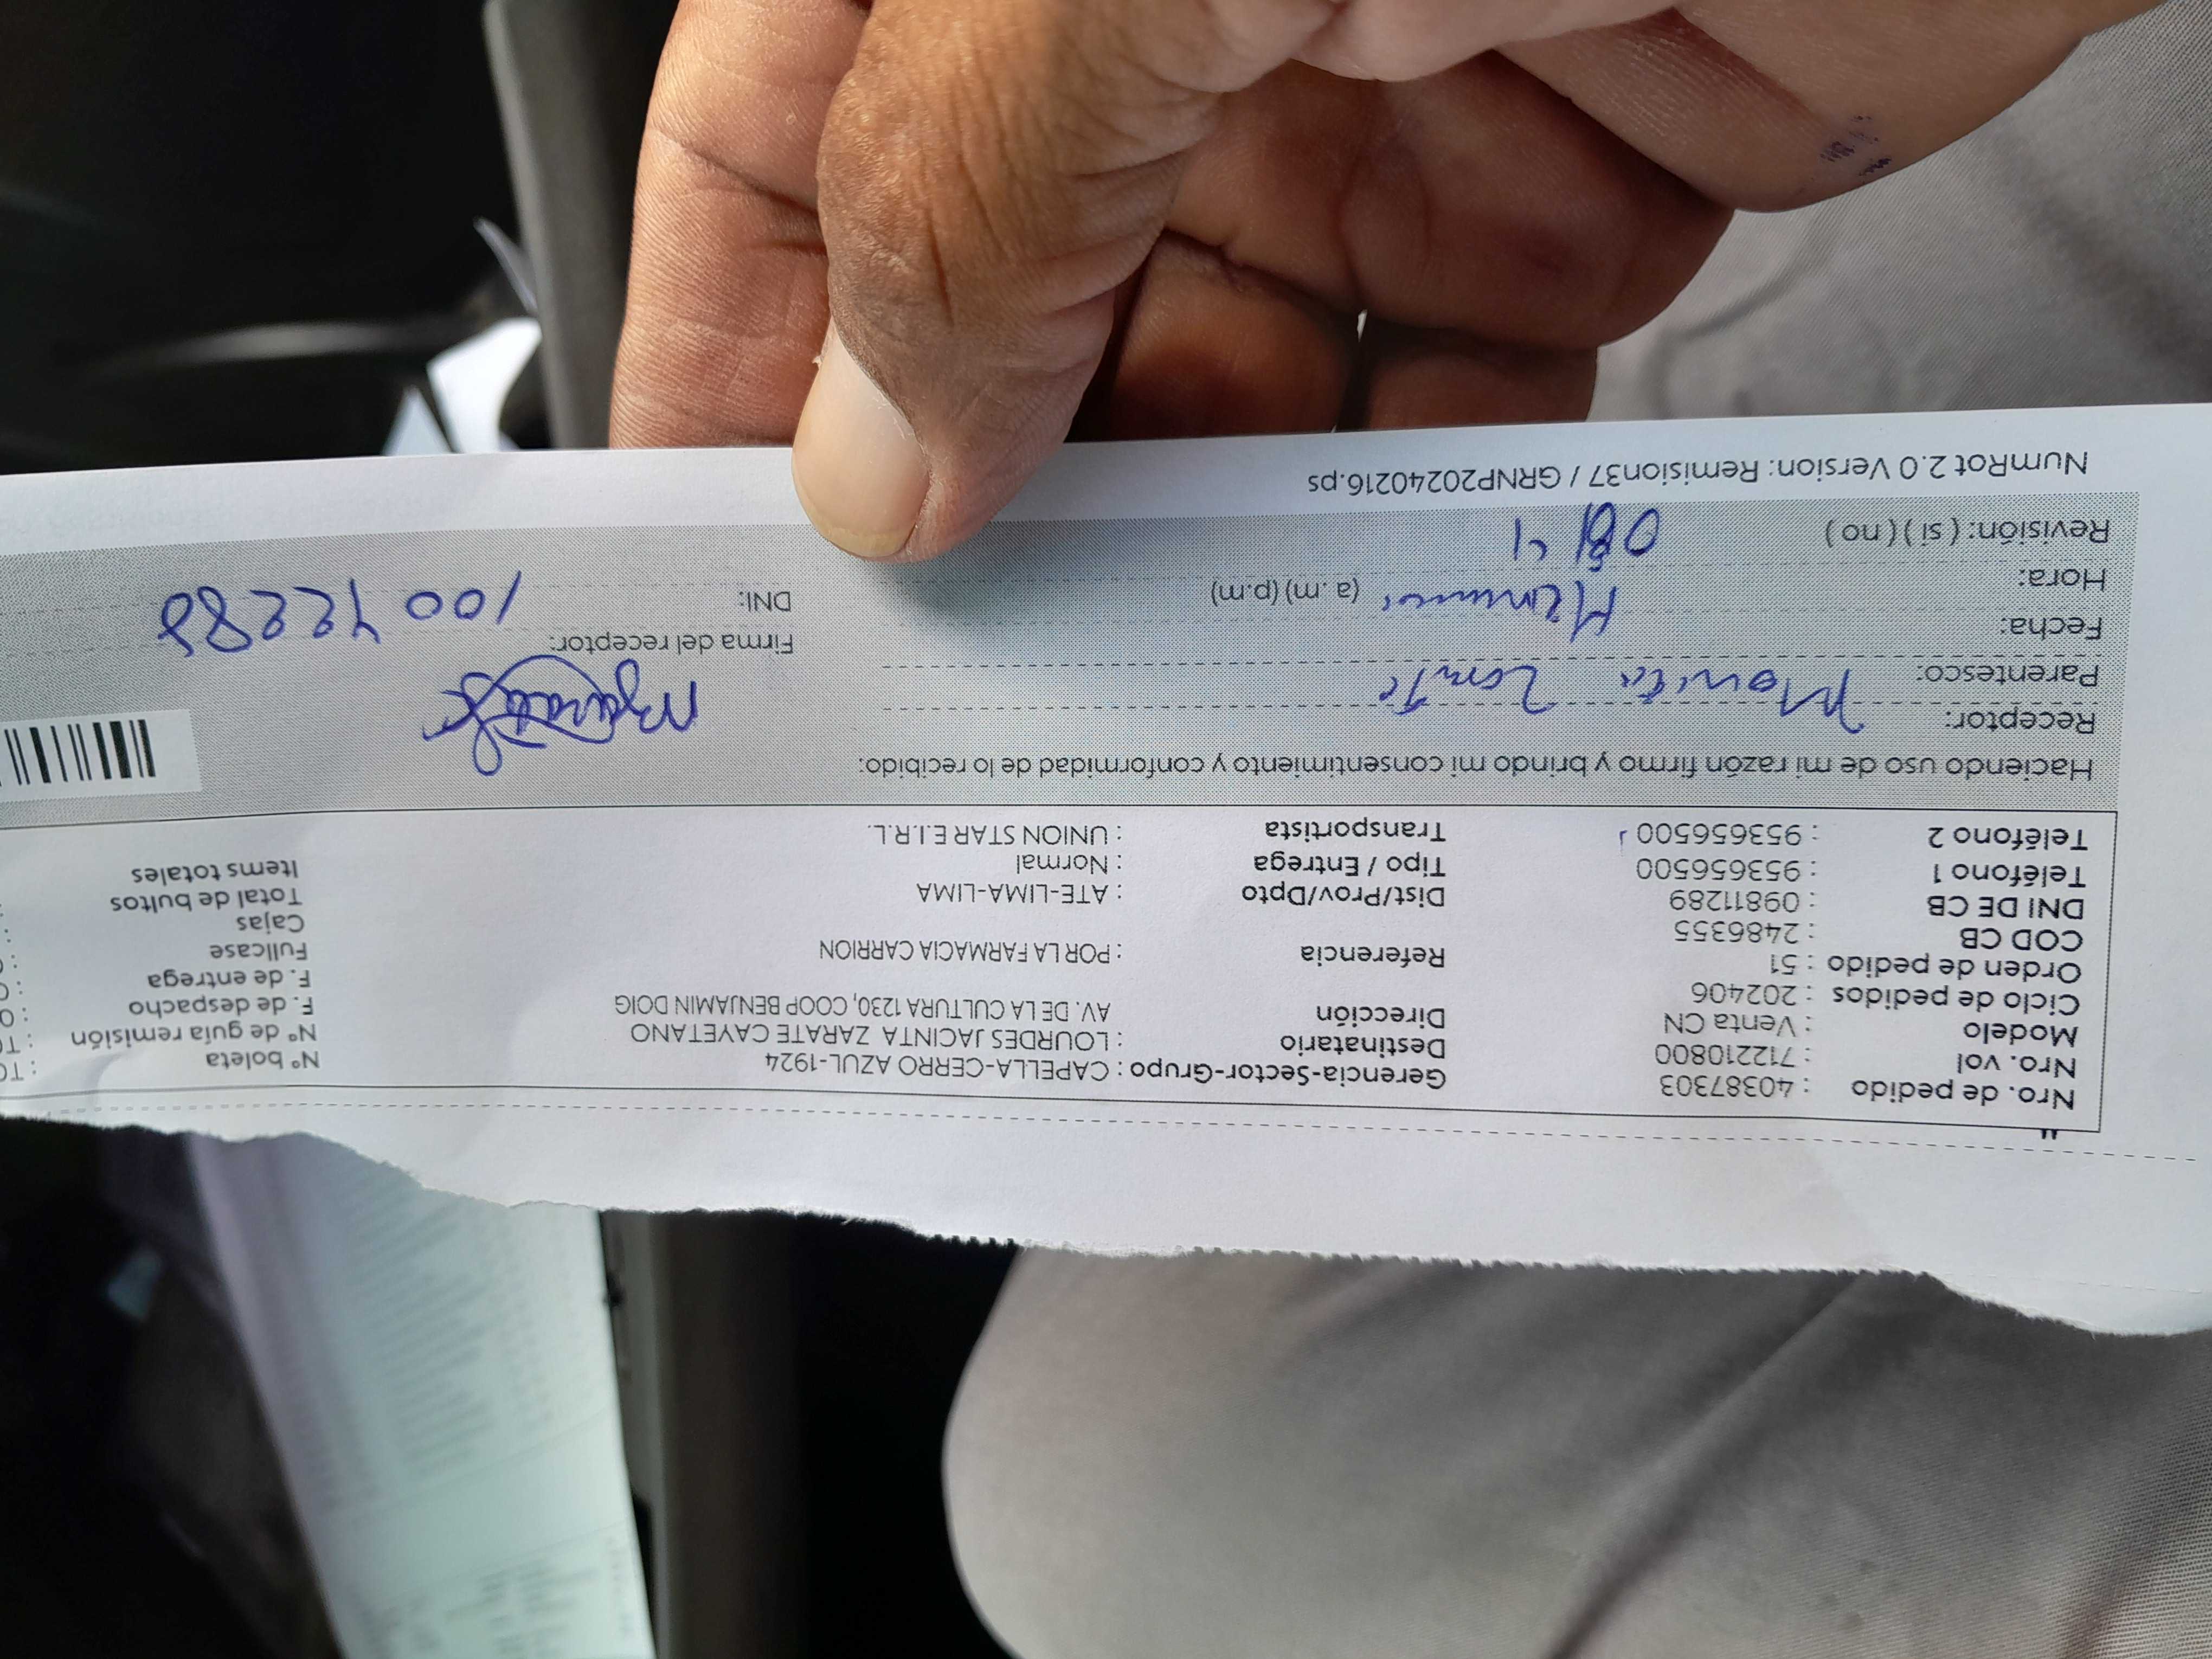 Nro. de pedido : 40387303 Gerencia-Sector-Grupo : CAPELLA-CERRO AZUL-1924 N° boleta : TO
Nro. vol : 712210800 Destinatario : LOURDES JACINTA ZARATE CAYETANO N° de guía remisión : TO
Modelo : Venta CN Dirección AV. DE LA CULTURA 1230, COOP BENJAMIN DOIG F. de despacho : 0
Ciclo de pedidos : 202406 F. de entrega : 0
Orden de pedido : 51 Referencia : POR LA FARMACIA CARRION Fullcase :
COD CB : 2486355 Cajas :
DNI DE CB : 09811289 Dist/Prov/Dpto : ATE-LIMA-LIMA Total de bultos
Teléfono 1 : 953656500 Tipo / Entrega : Normal Items totales
Teléfono 2 : 953656500 Transportista : UNION STAR E.I.R.L.
Haciendo uso de mi razón firmo y brindo mi consentimiento y conformidad de lo recibido:
Receptor:
Parentesco: Firma del receptor:
Fecha: DNI:
Hora: (a. m) (p.m)
Revisión: ( si ) ( no )
NumRot 2.0 Version: Remision37 / GRNP20240216.ps